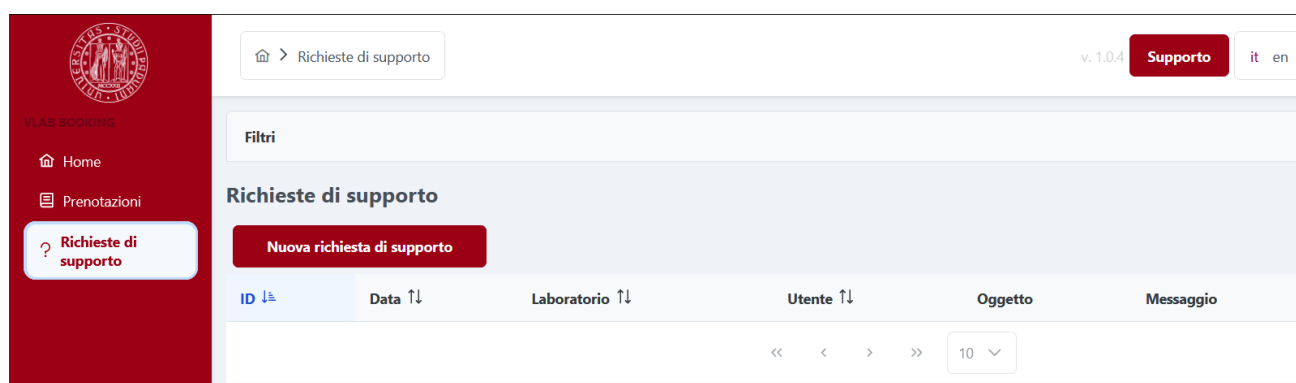 Richieste di supporto
v. 1.0.4
Supporto
it en
VLAB BOOKING
Home
Prenotazioni
Richieste di
supporto
Filtri
Richieste di supporto
Nuova richiesta di supporto
ID Data Laboratorio Utente Oggetto Messaggio
10